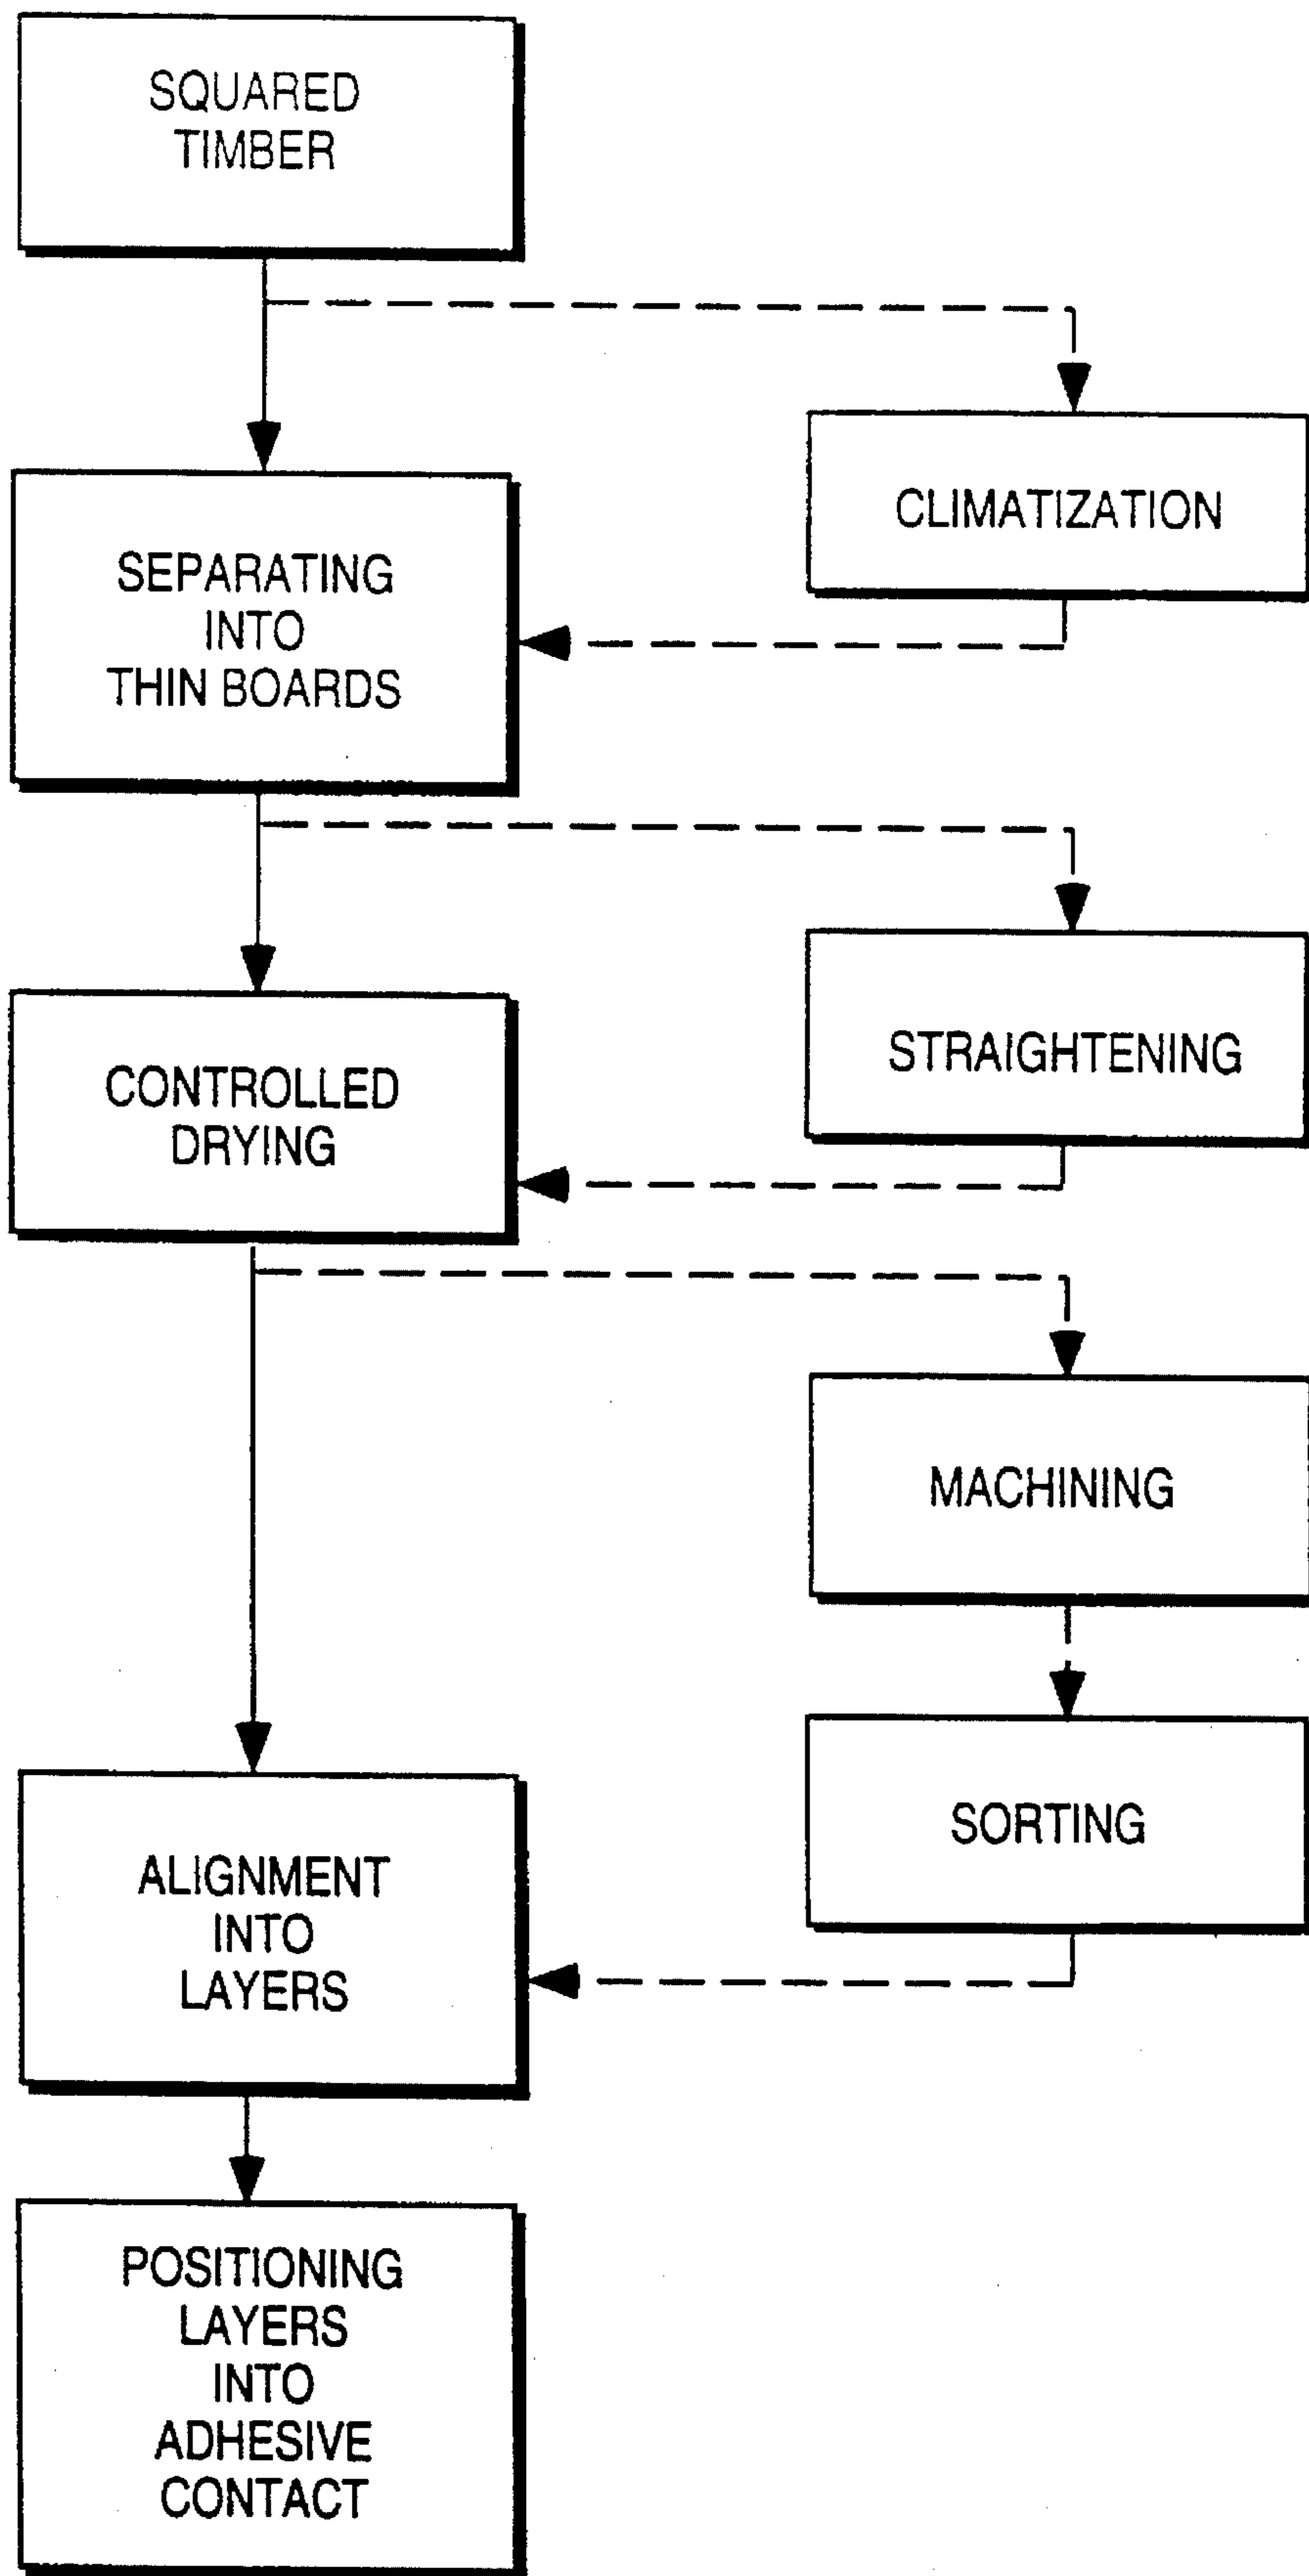 SQUARED
TIMBER
CLIMATIZATION
SEPARATING
INTO
THIN BOARDS
STRAIGHTENING
CONTROLLED
DRYING
MACHINING
SORTING
ALIGNMENT
INTO
LAYERS
POSITIONING
LAYERS
INTO
ADHESIVE
CONTACT